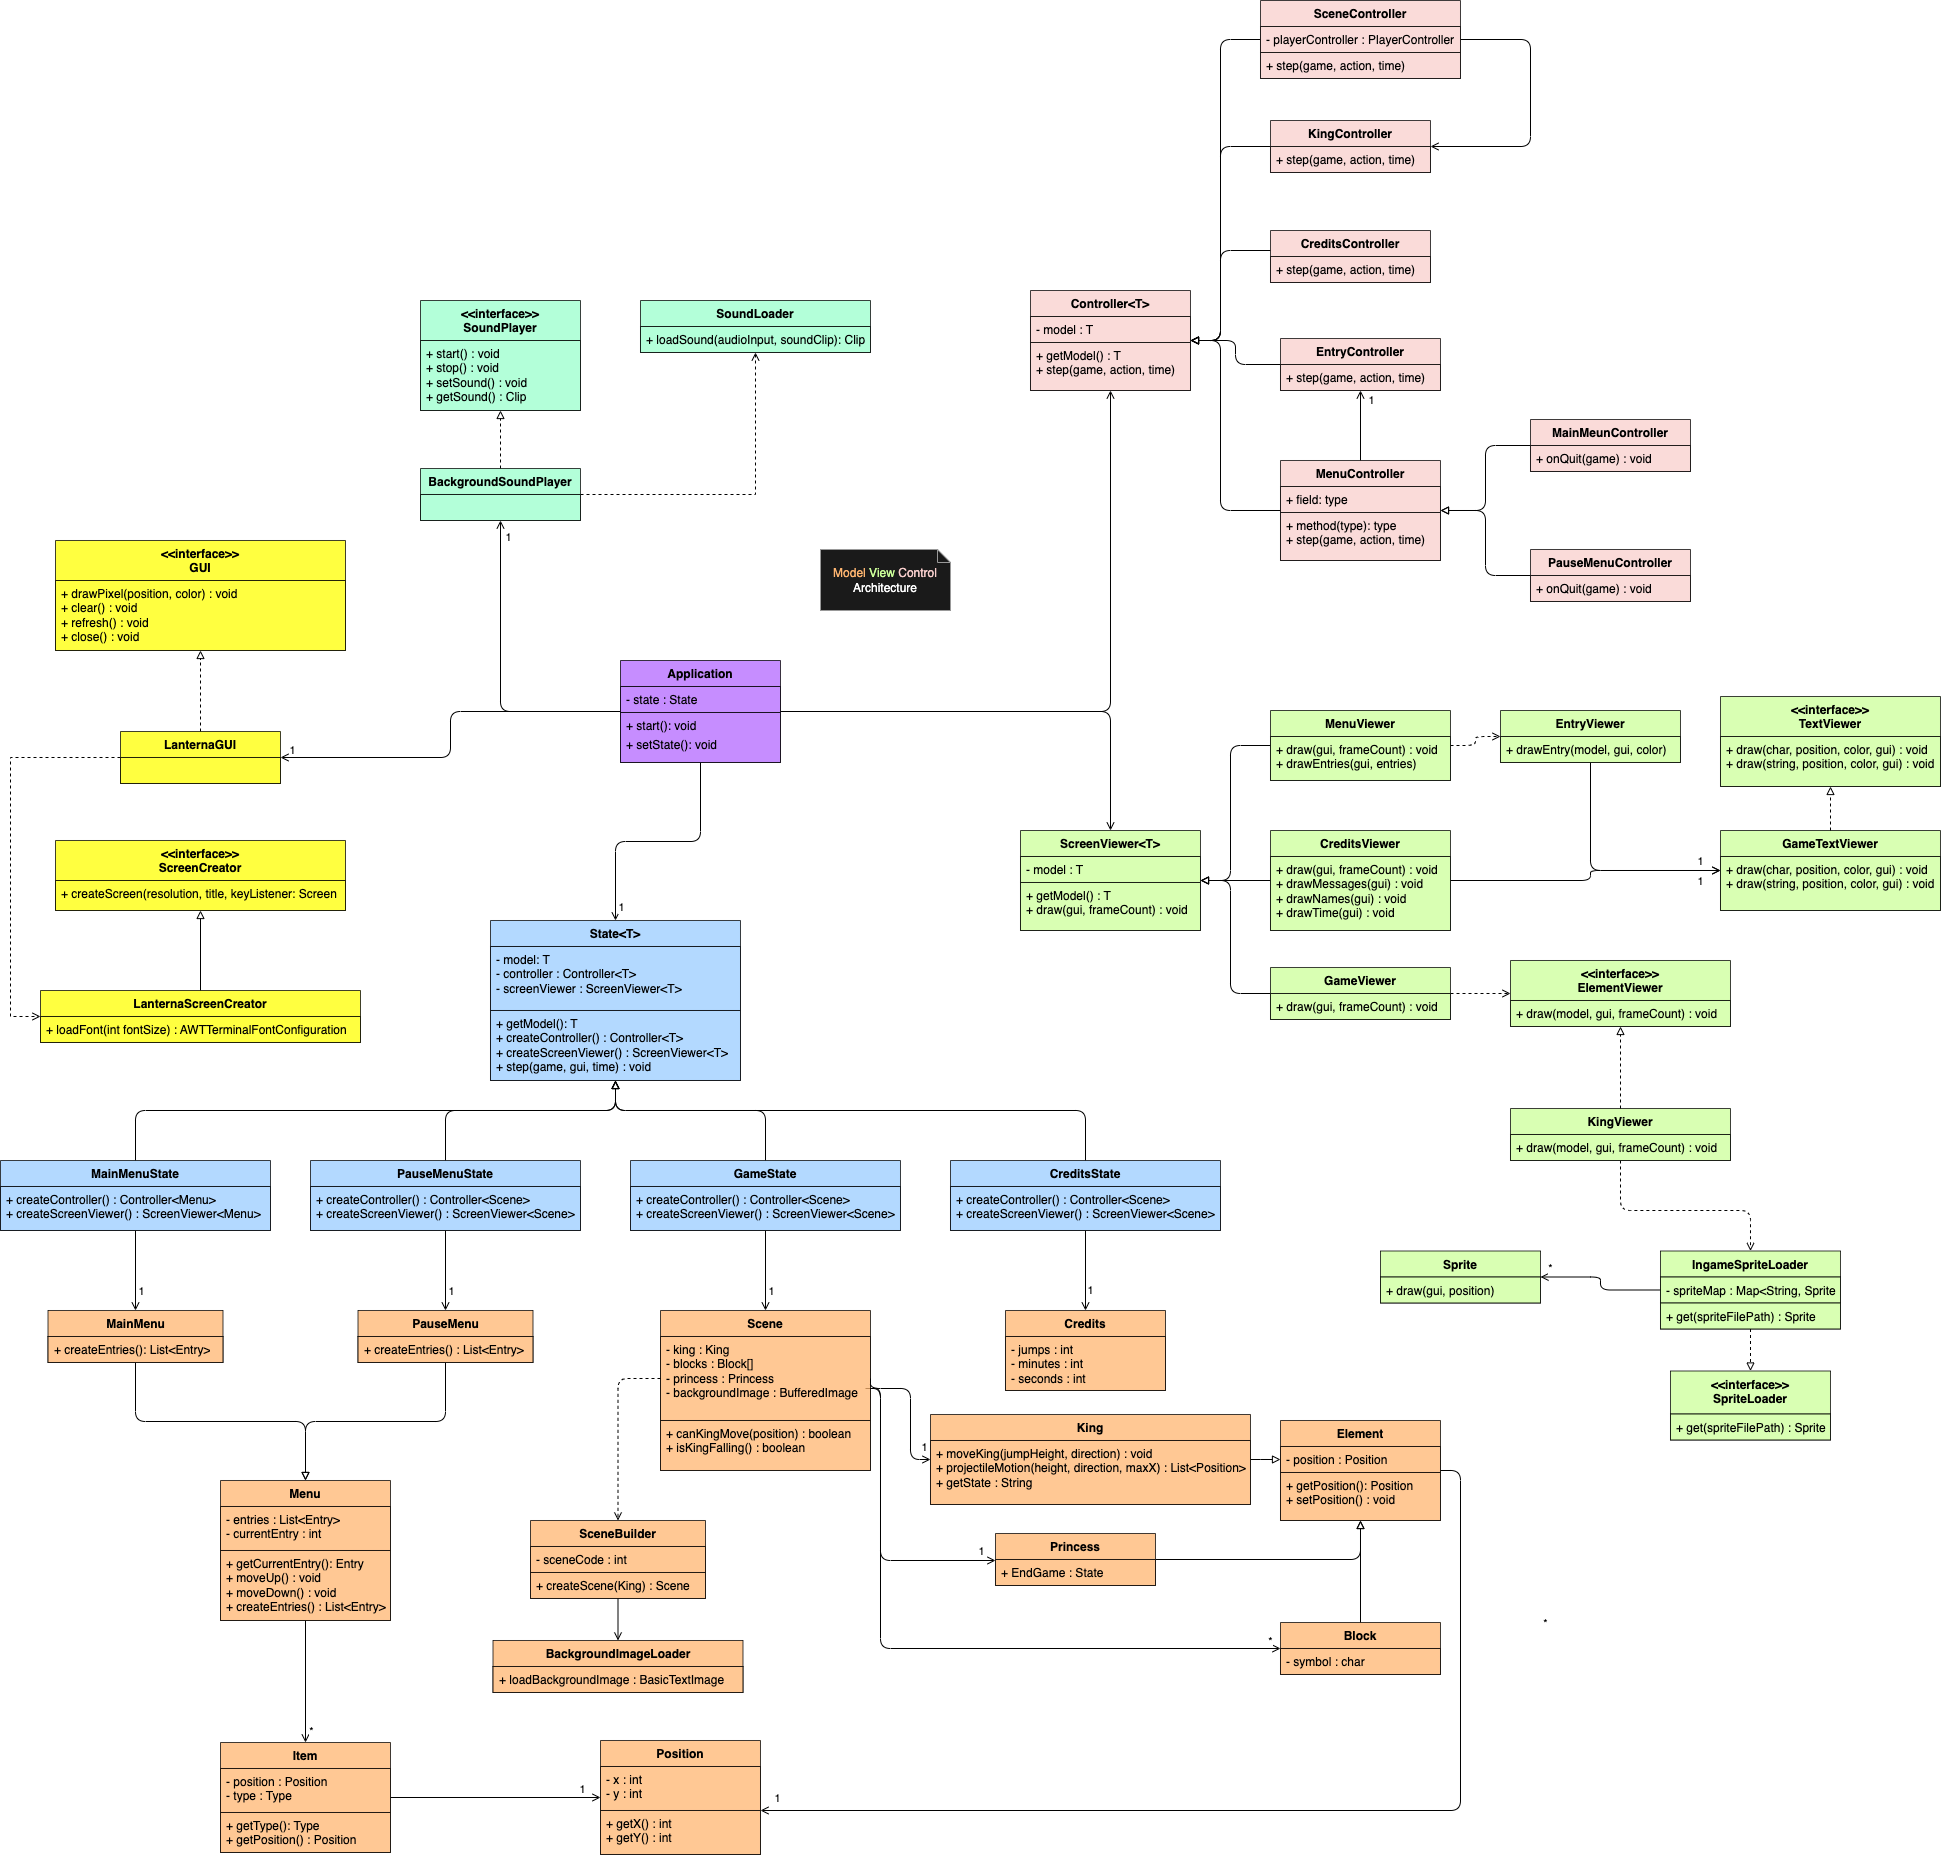 SceneController
- playerController : PlayerController
+ step(game, action, time)
KingController
+ step(game, action, time)
CreditsController
+ step(game, action, time)
Controller<T>
- model : T
+ getModel() : T
+ step(game, action, time)
EntryController
+ step(game, action, time)
1
MenuController
+ field: type
+ method(type): type
+ step(game, action, time)
MainMeunController
+ onQuit(game) : void
PauseMenuController
+ onQuit(game) : void
<<interface>>
SoundPlayer
+ start() : void
+ stop() : void
+ setSound() : void
+ getSound() : Clip
SoundLoader
+ loadSound(audioInput, soundClip): Clip
BackgroundSoundPlayer
1
<<interface>>
GUI
+ drawPixel(position, color) : void
+ clear() : void
+ refresh() : void
+ close() : void
Model View Control
Architecture
Application
- state : State
+ start(): void
+ setState(): void
LanternaGUI
1
<<interface>>
ScreenCreator
+ createScreen(resolution, title, keyListener: Screen
LanternaScreenCreator
+ loadFont(int fontSize) : AWTTerminalFontConfiguration
MenuViewer
+ draw(gui, frameCount) : void
+ drawEntries(gui, entries)
EntryViewer
+ drawEntry(model, gui, color)
<<interface>>
TextViewer
+ draw(char, position, color, gui) : void
+ draw(string, position, color, gui) : void
ScreenViewer<T>
- model : T
+ getModel() : T
+ draw(gui, frameCount) : void
CreditsViewer
+ draw(gui, frameCount) : void
+ drawMessages(gui) : void
+ drawNames(gui) : void
+ drawTime(gui) : void
1
1
GameTextViewer
+ draw(char, position, color, gui) : void
+ draw(string, position, color, gui) : void
GameViewer
+ draw(gui, frameCount) : void
<<interface>>
ElementViewer
+ draw(model, gui, frameCount) : void
KingViewer
+ draw(model, gui, frameCount) : void
Sprite
+ draw(gui, position)
*
IngameSpriteLoader
- spriteMap : Map<String, Sprite
+ get(spriteFilePath) : Sprite
<<interface>>
SpriteLoader
+ get(spriteFilePath) : Sprite
1
State<T>
- model: T
- controller : Controller<T>
- screenViewer : ScreenViewer<T>
+ getModel(): T
+ createController() : Controller<T>
+ createScreenViewer() : ScreenViewer<T>
+ step(game, gui, time) : void
MainMenuState
+ createController() : Controller<Menu>
+ createScreenViewer() : ScreenViewer<Menu>
PauseMenuState
+ createController() : Controller<Scene>
+ createScreenViewer() : ScreenViewer<Scene>
GameState
+ createController() : Controller<Scene>
+ createScreenViewer() : ScreenViewer<Scene>
CreditsState
+ createController() : Controller<Scene>
+ createScreenViewer() : ScreenViewer<Scene>
1
1
1
1
MainMenu
+ createEntries(): List<Entry>
PauseMenu
+ createEntries() : List<Entry>
Scene
- king : King
- blocks : Block[]
- princess : Princess
- backgroundImage : BufferedImage
+ canKingMove(position) : boolean
+ isKingFalling() : boolean
Credits
- jumps : int
- minutes : int
- seconds : int
1
King
+ moveKing(jumpHeight, direction) : void
+ projectileMotion(height, direction, maxX) : List<Position>
+ getState : String
Element
- position : Position
+ getPosition(): Position
+ setPosition() : void
Menu
- entries : List<Entry>
- currentEntry : int
+ getCurrentEntry(): Entry
+ moveUp() : void
+ moveDown() : void
+ createEntries() : List<Entry>
SceneBuilder
- sceneCode : int
+ createScene(King) : Scene
1
Princess
+ EndGame : State
BackgroundImageLoader
+ loadBackgroundImage : BasicTextImage
*
Block
- symbol : char
*
*
Item
- position : Position
- type : Type
+ getType(): Type
+ getPosition() : Position
1
Position
- x : int
- y : int
+ getX() : int
+ getY() : int
1